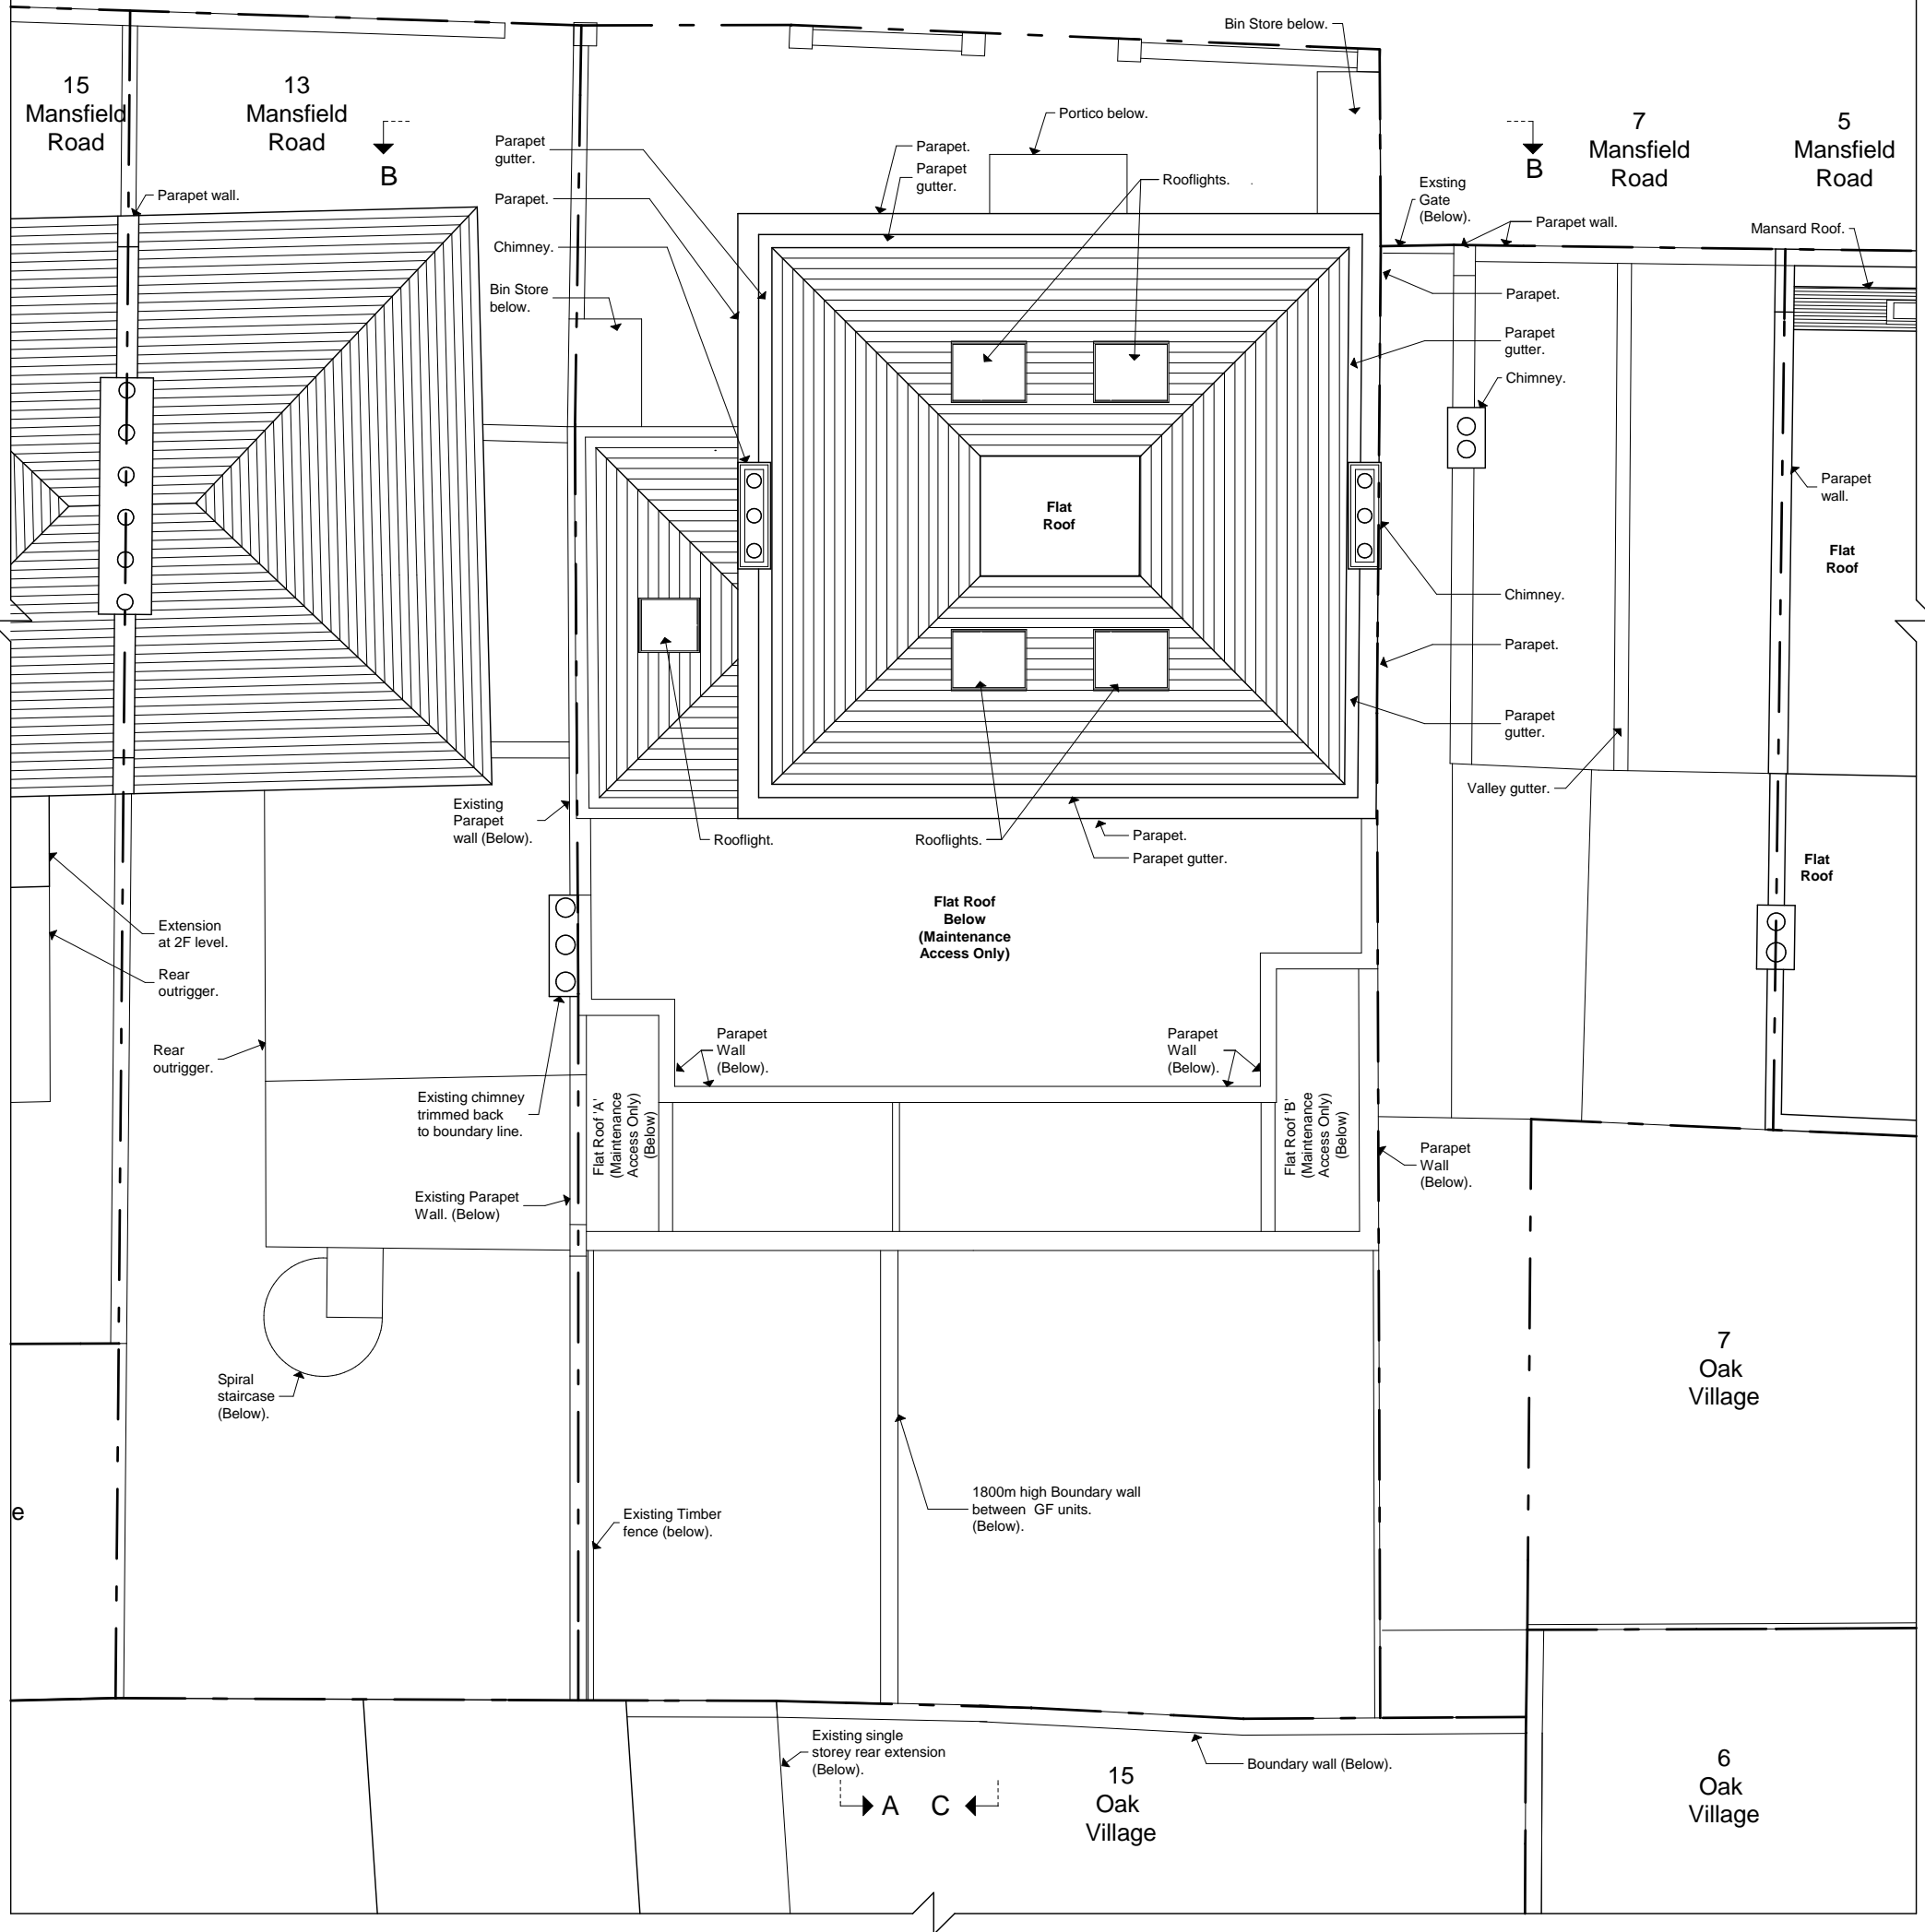 Bin Store below.
15
Mansfield
Road
13
Mansfield
Road
B
Portico below.
7
Mansfield
Road
5
Mansfield
Road
B
Parapet
gutter.
Parapet.
Parapet
gutter.
Rooflights.
Exsting
Gate
(Below).
Parapet wall.
Parapet.
Parapet wall.
Mansard Roof.
Chimney.
Bin Store
below.
Parapet.
Parapet
gutter.
Chimney.
Parapet
wall.
Flat
Roof
Flat
Roof
Chimney.
Parapet.
Parapet
gutter.
Valley gutter.
Existing
Parapet
wall (Below).
Rooflight.
Rooflights.
Parapet.
Parapet gutter.
Flat
Roof
Flat Roof
Below
(Maintenance
Access Only)
Extension
at 2F level.
Rear
outrigger.
Rear
outrigger.
Parapet
Wall
(Below).
Parapet
Wall
(Below).
Existing chimney
trimmed back
to boundary line.
Flat Roof 'A'
(Maintenance
Access Only)
(Below)
Flat Roof 'B'
(Maintenance
Access Only)
(Below)
Parapet
Wall
(Below).
Existing Parapet
Wall. (Below)
Spiral
staircase
(Below).
7
Oak
Village
e
Existing Timber
fence (below).
1800m high Boundary wall
between GF units.
(Below).
Existing single
storey rear extension
(Below).
Boundary wall (Below).
A
C
15
Oak
Village
6
Oak
Village